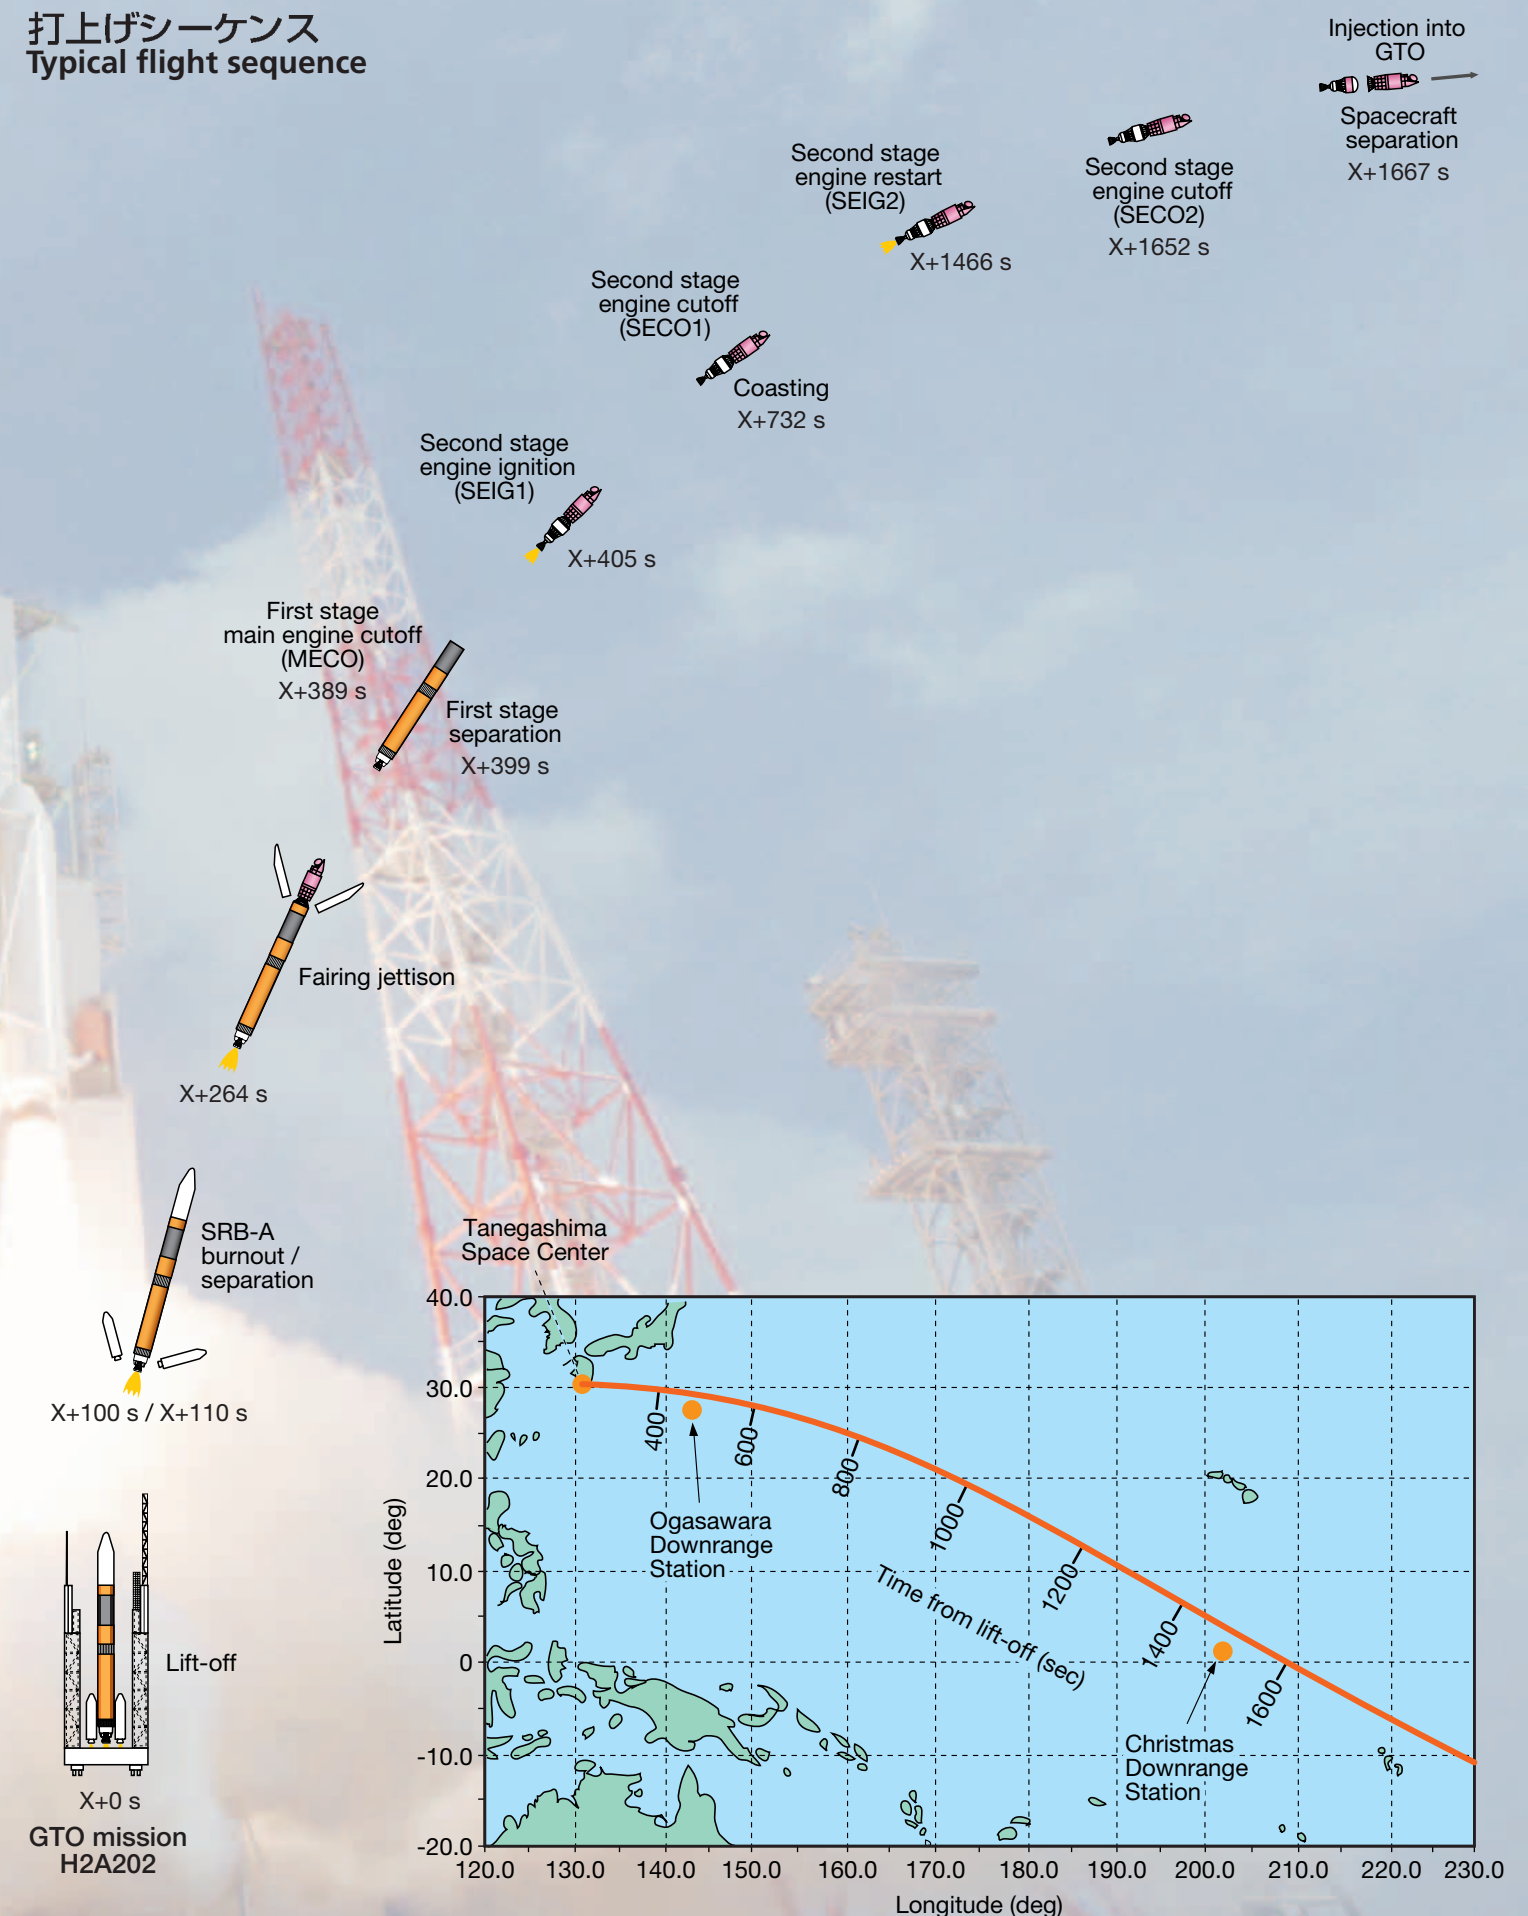 打上げシーケンス
Typical flight sequence
Injection into
GTO
Spacecraft
separation
X+1667 s
Second stage
engine cutoff
(SECO2)
X+1652 s
Second stage
engine restart
(SEIG2)
X+1466 s
Second stage
engine cutoff
(SECO1)
Coasting
X+732 s
Second stage
engine ignition
(SEIG1)
X+405 s
First stage
main engine cutoff
(MECO)
X+389 s
First stage
separation
X+399 s
Fairing jettison
X+264 s
SRB-A
burnout /
separation
X+100 s / X+110 s
Lift-off
X+0 s
GTO mission
H2A202
Tanegashima
Space Center
40.0
30.0
20.0
10.0
0
-10.0
-20.0
Latitude (deg)
400
600
800
1000
1200
1400
1600
Time from lift-off (sec)
Ogasawara
Downrange
Station
Christmas
Downrange
Station
120.0 130.0 140.0 150.0 160.0 170.0 180.0 190.0 200.0 210.0 220.0 230.0
Longitude (deg)